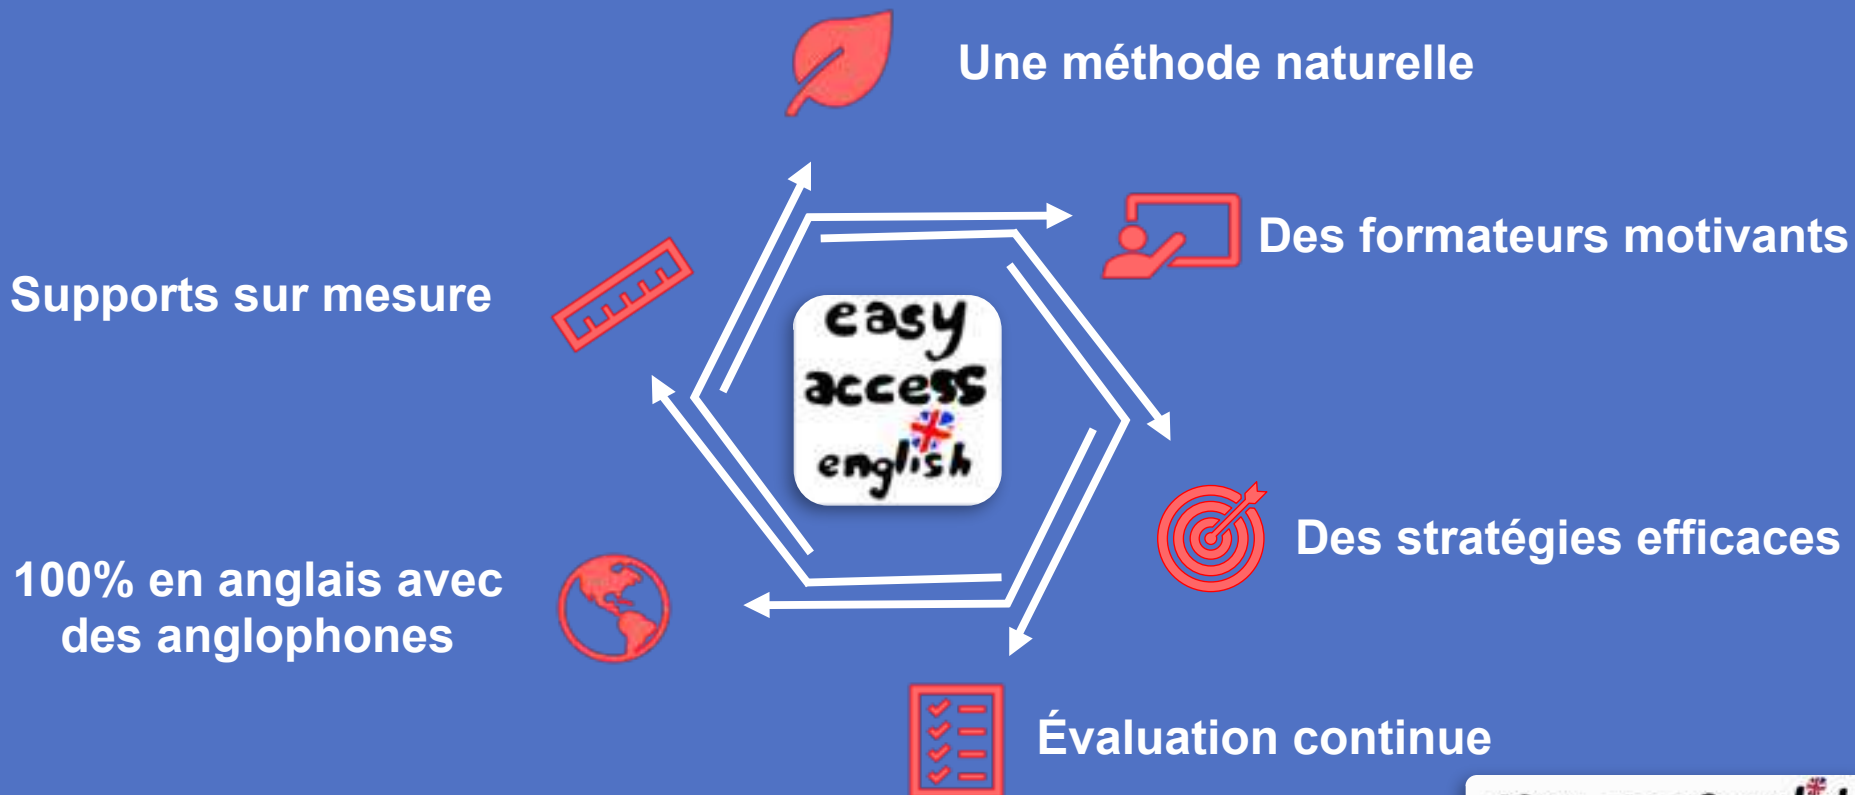 Une méthode naturelle
Des formateurs motivants
Supports sur mesure
easy
access
english
Des stratégies efficaces
100% en anglais avec
des anglophones
Évaluation continue